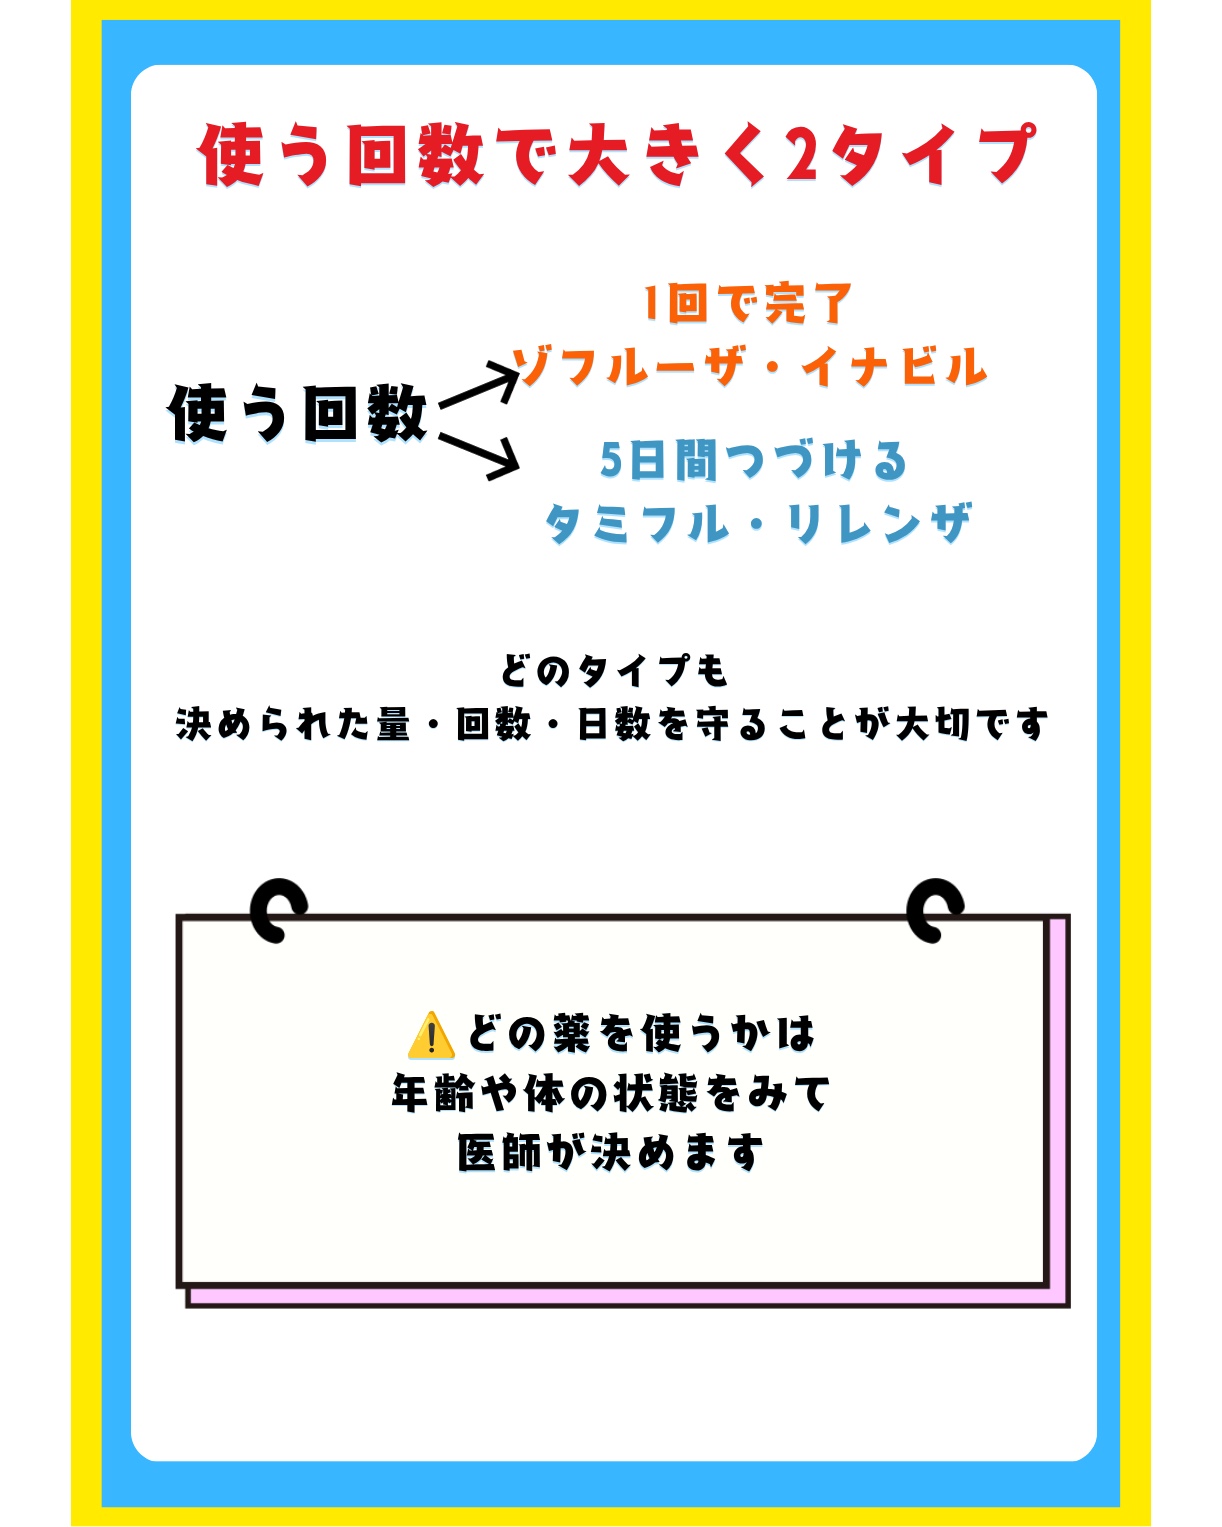 使う回数で大きく2タイプ
使う回数
1回で完了
ゾフルーザ・イナビル
5日間つづける
タミフル・リレンザ
どのタイプも
決められた量・回数・日数を守ることが大切です
⚠️どの薬を使うかは
年齢や体の状態をみて
医師が決めます